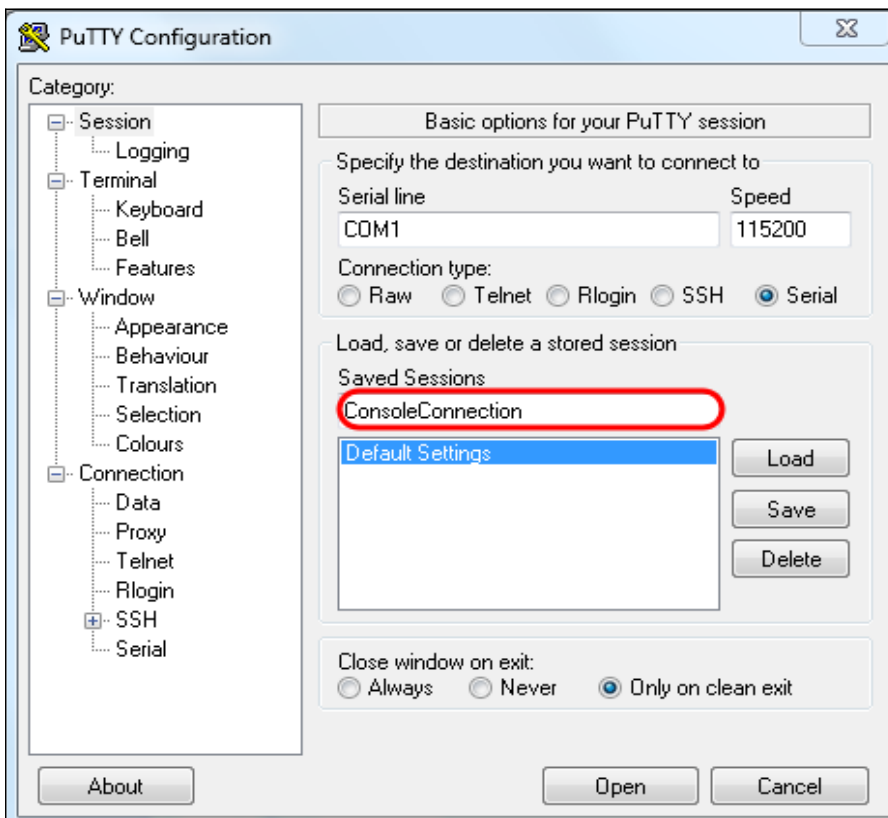 PuTTY Configuration
Category:
Session
Logging
Terminal
Keyboard
Bell
Features
Window
Appearance
Behaviour
Translation
Selection
Colours
Connection
Data
Proxy
Telnet
Rlogin
SSH
Serial
Basic options for your PuTTY session
Specify the destination you want to connect to
Serial line Speed
COM1 115200
Connection type:
Raw Telnet Rlogin SSH Serial
Load, save or delete a stored session
Saved Sessions
ConsoleConnection
Default Settings
Load
Save
Delete
Close window on exit:
Always Never Only on clean exit
About Open Cancel